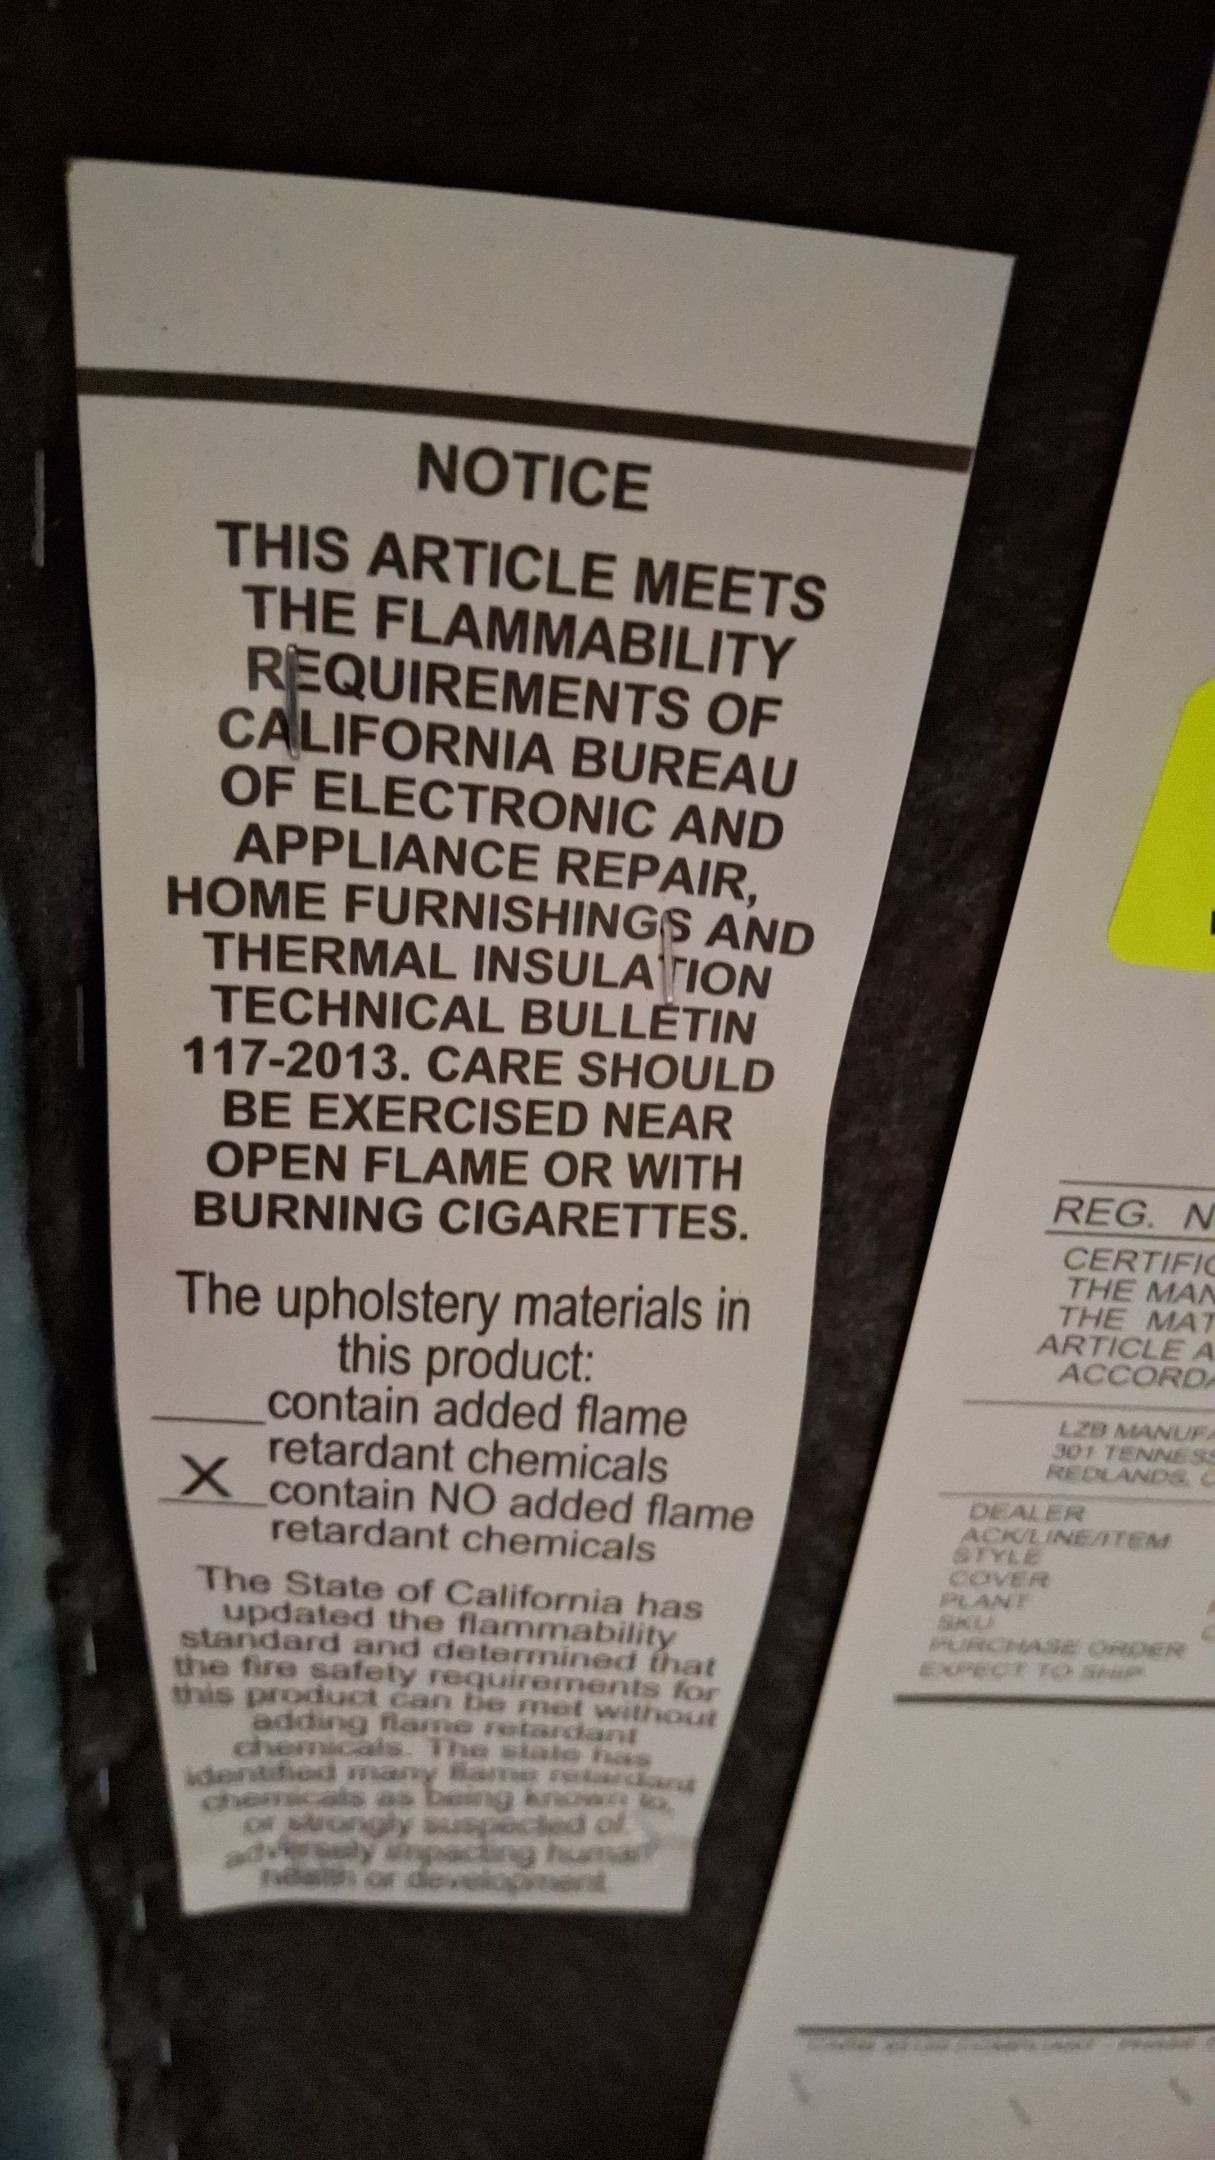 NOTICE
THIS ARTICLE MEETS
THE FLAMMABILITY
REQUIREMENTS OF
CALIFORNIA BUREAU
OF ELECTRONIC AND
APPLIANCE REPAIR,
HOME FURNISHINGS AND
THERMAL INSULATION
TECHNICAL BULLETIN
117-2013. CARE SHOULD
BE EXERCISED NEAR
OPEN FLAME OR WITH
BURNING CIGARETTES.
The upholstery materials in
this product:
____contain added flame
retardant chemicals
X contain NO added flame
retardant chemicals
The State of California has
updated the flammability
standard and determined that
the fire safety requirements for
this product can be met without
adding flame retardant
chemicals. The state has
identified many flame retardant
chemicals as being known to,
or strongly suspected of,
adversely impacting human
health or development.
REG. N
CERTIFIC
THE MAN
THE MAT
ARTICLE A
ACCORDA
LZB MANUFA
301 TENNESS
REDLANDS, C
DEALER
ACK/LINE/ITEM
STYLE
COVER
PLANT
SKU
PURCHASE ORDER
EXPECT TO SHIP